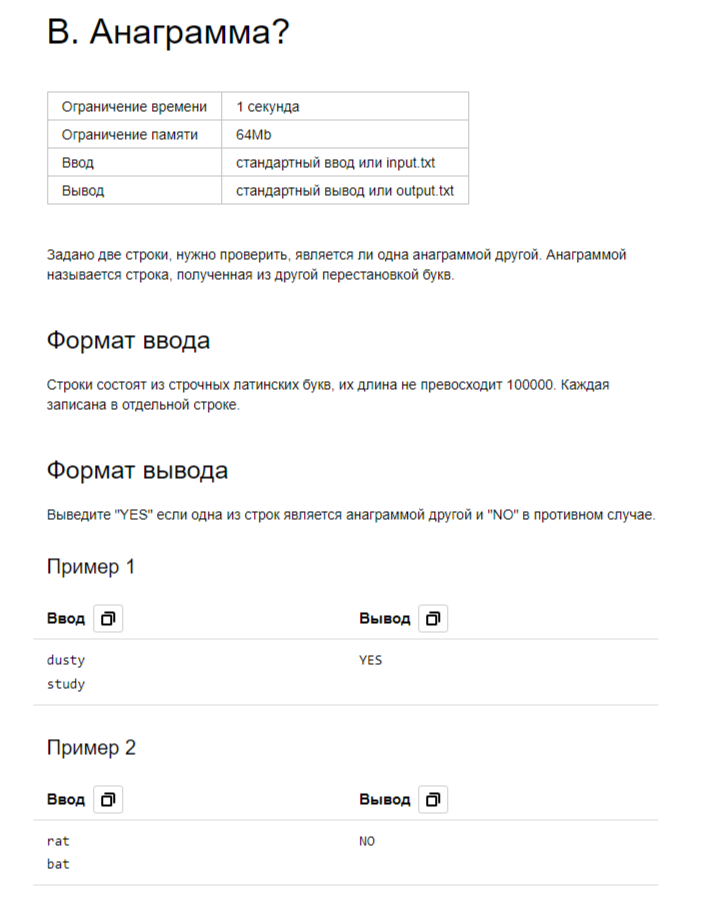 В. Анаграмма?
Ограничение времени 1 секунда
Ограничение памяти 64Mb
Ввод стандартный ввод или input.txt
Вывод стандартный вывод или output.txt
Задано две строки, нужно проверить, является ли одна анаграммой другой. Анаграммой
называется строка, полученная из другой перестановкой букв.
Формат ввода
Строки состоят из строчных латинских букв, их длина не превосходит 100000. Каждая
записана в отдельной строке.
Формат вывода
Выведите "YES" если одна из строк является анаграммой другой и "NO" в противном случае.
Пример 1
Ввод Вывод
dusty YES
study
Пример 2
Ввод Вывод
rat NO
bat